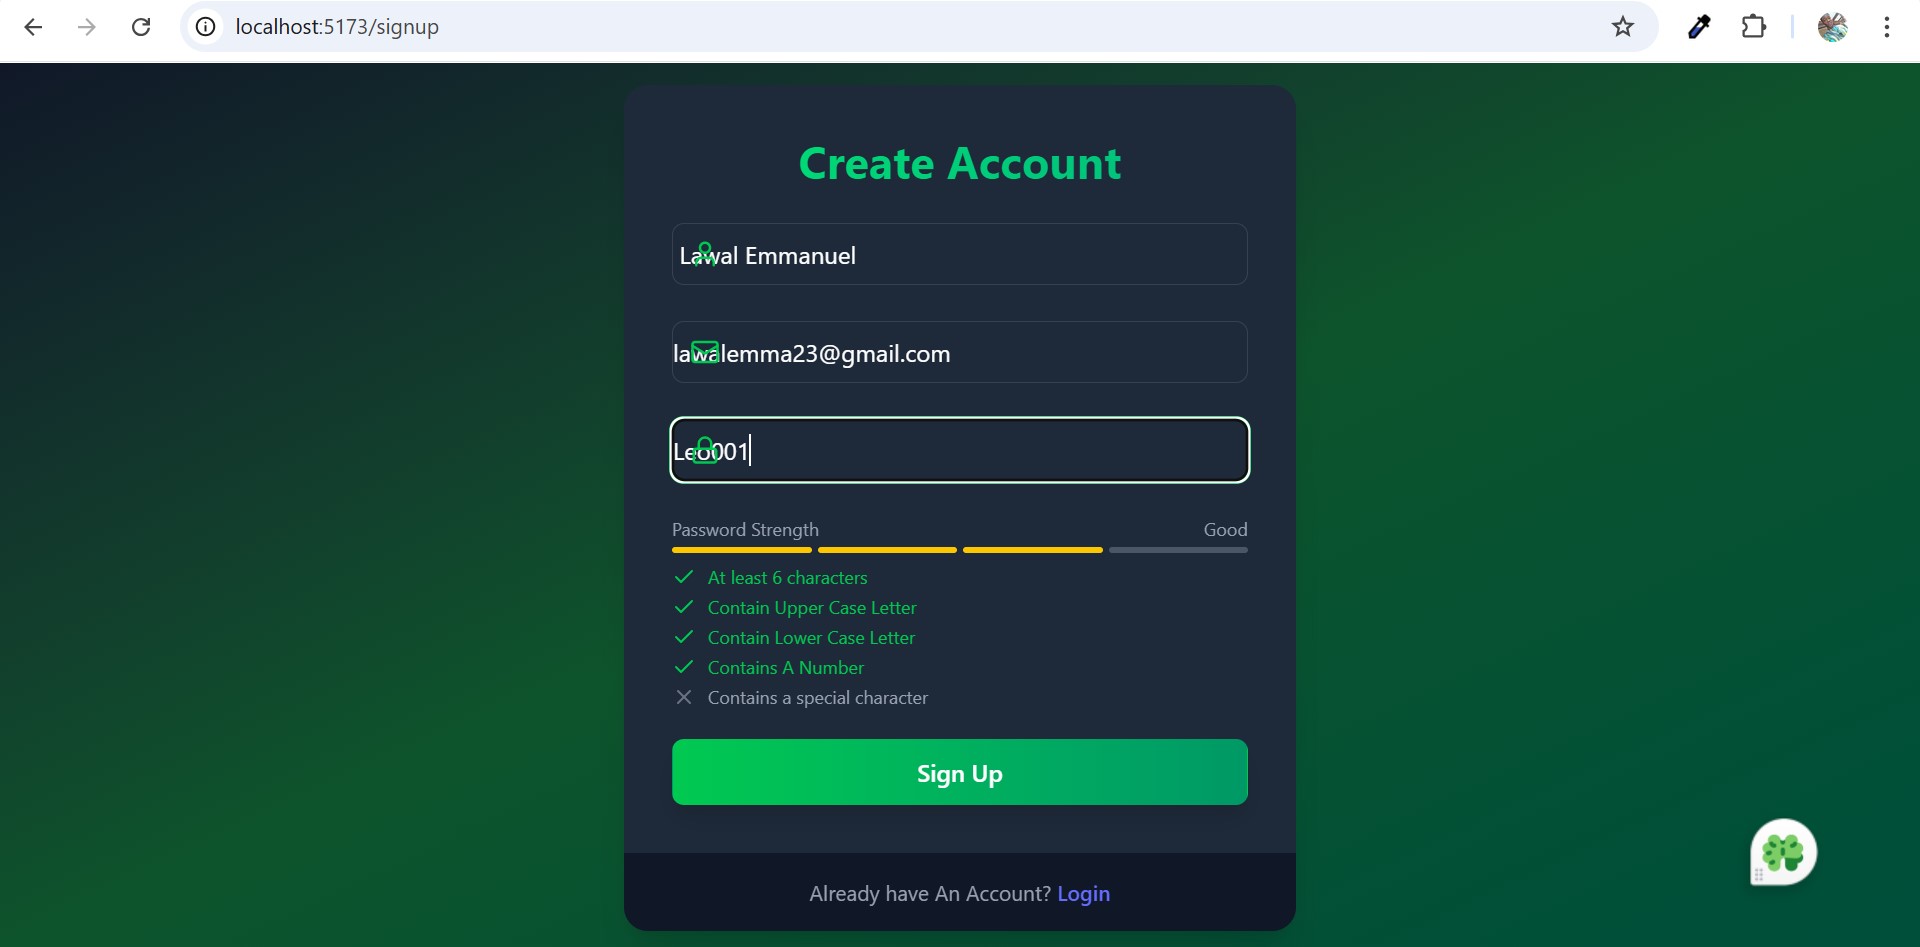 localhost:5173/signup
Create Account
Lawal Emmanuel
lawalemma23@gmail.com
Leo001
Password Strength Good
At least 6 characters
Contain Upper Case Letter
Contain Lower Case Letter
Contains A Number
Contains a special character
Sign Up
Already have An Account? Login